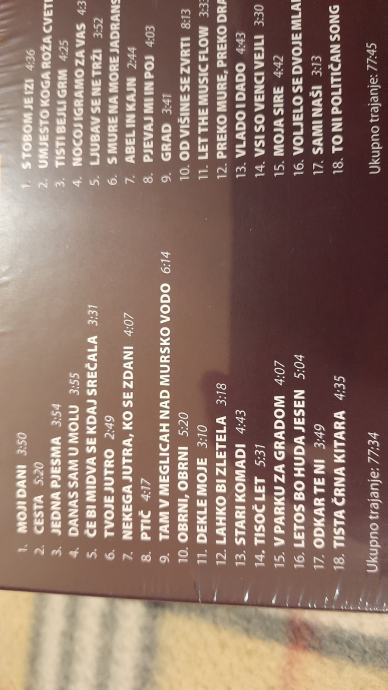 1. MOJI DANI 3:50
2. CESTA 5:20
3. JEDNA PJESMA 3:54
4. DANAS SAM U MOLU 3:55
5. ČE BI MIDVA SE KDAJ SREČALA 3:31
6. TVOJE JUTRO 2:49
7. NEKEGA JUTRA, KO SE ZDANI 4:07
8. PTIČ 4:17
9. TAM V MEGLICAH NAD MURSKO VODO 6:14
10. OBRNI, OBRNI 5:20
11. DEKLE MOJE 3:10
12. LAHKO BI ZLETELA 3:18
13. STARI KOMADI 4:43
14. TISOČ LET 5:31
15. V PARKU ZA GRADOM 4:07
16. LETOS BO HUDA JESEN 5:04
17. ODKAR TE NI 3:49
18. TISTA ČRNA KITARA 4:35
Ukupno trajanje: 77:34
1. S TOBOM JE IZI 4:36
2. UMJESTO KOGA ROŽA CVETI
3. TISTI BEJLI GRM 4:25
4. NOCOJ IGRAMO ZA VAS 4:3
5. LJUBAV SE NE TRŽI 3:52
6. S MURE NA MORE JADRANS
7. ABEL IN KAJN 2:44
8. PJEVAJ MI IN POJ 4:03
9. GRAD 3:41
10. OD VIŠINE SE ZVRTI 8:13
11. LET THE MUSIC FLOW 3:33
12. PREKO MURE, PREKO DRA
13. VLADO I DADO 4:43
14. VSI SO VENCI VEJLI 3:30
15. MOJA SIRE 4:42
16. VOLJELO SE DVOJE MLA
17. SAMI NAŠI 3:13
18. TO NI POLITIČAN SONG
Ukupno trajanje: 77:45